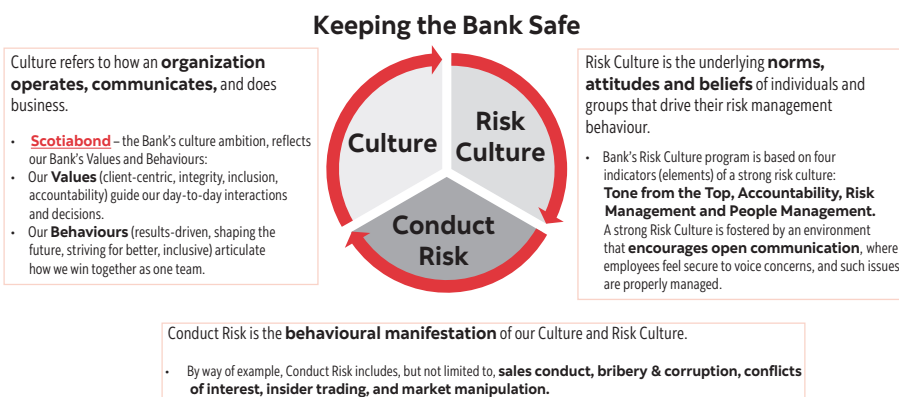 Keeping the Bank Safe
Culture refers to how an organization
operates, communicates, and does
business.
• Scotiabond – the Bank's culture ambition, reflects
our Bank's Values and Behaviours:
• Our Values (client-centric, integrity, inclusion,
accountability) guide our day-to-day interactions
and decisions.
• Our Behaviours (results-driven, shaping the
future, striving for better, inclusive) articulate
how we win together as one team.
Culture
Risk
Culture
Conduct
Risk
Risk Culture is the underlying norms,
attitudes and beliefs of individuals and
groups that drive their risk management
behaviour.
• Bank's Risk Culture program is based on four
indicators (elements) of a strong risk culture:
Tone from the Top, Accountability, Risk
Management and People Management.
A strong Risk Culture is fostered by an environment
that encourages open communication, where
employees feel secure to voice concerns, and such issues
are properly managed.
Conduct Risk is the behavioural manifestation of our Culture and Risk Culture.
• By way of example, Conduct Risk includes, but not limited to, sales conduct, bribery & corruption, conflicts
of interest, insider trading, and market manipulation.